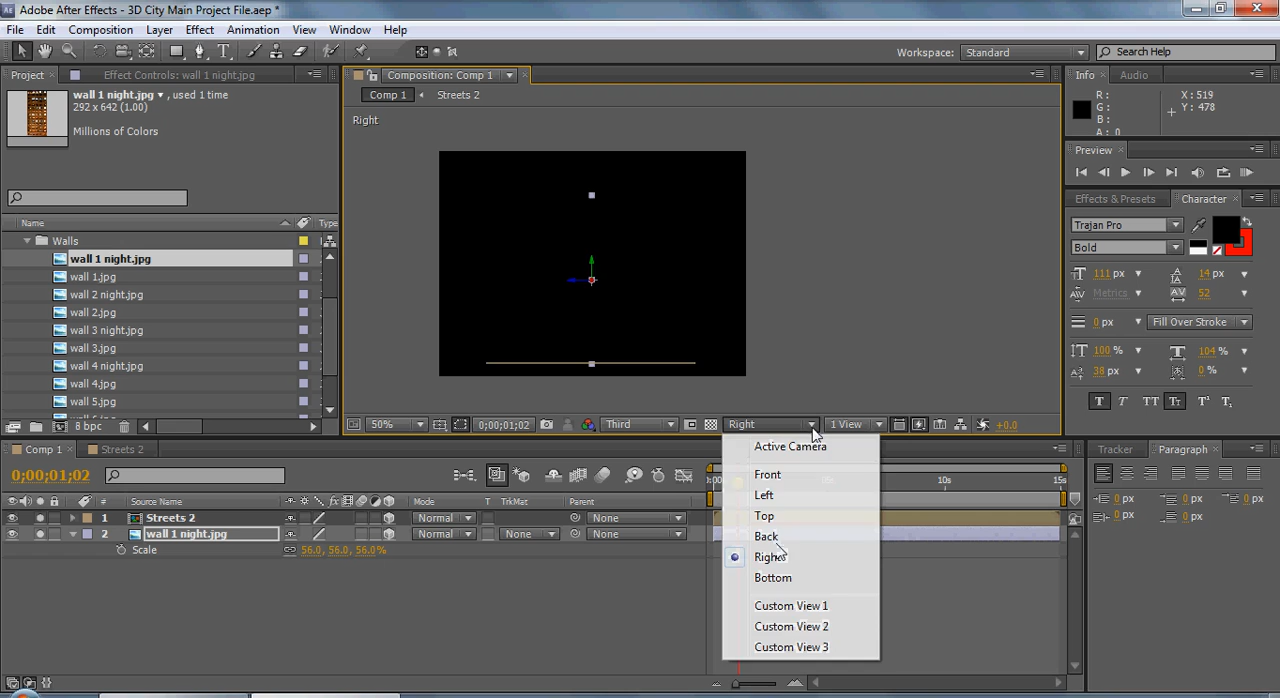 Adobe After Effects - 3D City Main Project File.aep *
File Edit Composition Layer Effect Animation View Window Help
Workspace: Standard Search Help
Project Effect Controls: wall 1 night.jpg Composition: Comp 1 Info Audio
wall 1 night.jpg , used 1 time
292 x 642 (1.00)
Millions of Colors
Comp 1 Streets 2
Right
R : X : 519
G : Y : 478
B :
A : 0
Preview
Effects & Presets Character
Trajan Pro
Bold
111 px 14 px
Metrics 52
0 px Fill Over Stroke
100 % 104 %
38 px 0 %
T T TT Tt
Name Type
Walls
wall 1 night.jpg
wall 1.jpg
wall 2 night.jpg
wall 2.jpg
wall 3 night.jpg
wall 3.jpg
wall 4 night.jpg
wall 4.jpg
wall 5.jpg
8 bpc
50% 0;00;01;02 Third Right 1 View +0.0
Active Camera
Front
Left
Top
Back
Right
Bottom
Custom View 1
Custom View 2
Custom View 3
Comp 1 Streets 2
0;00;01;02
10s 15s
# Source Name Mode T TrkMat Parent
1 Streets 2 Normal None
2 wall 1 night.jpg Normal None None
Scale 56.0, 56.0, 56.0%
Tracker Paragraph
0 px 0 px 0 px
0 px 0 px